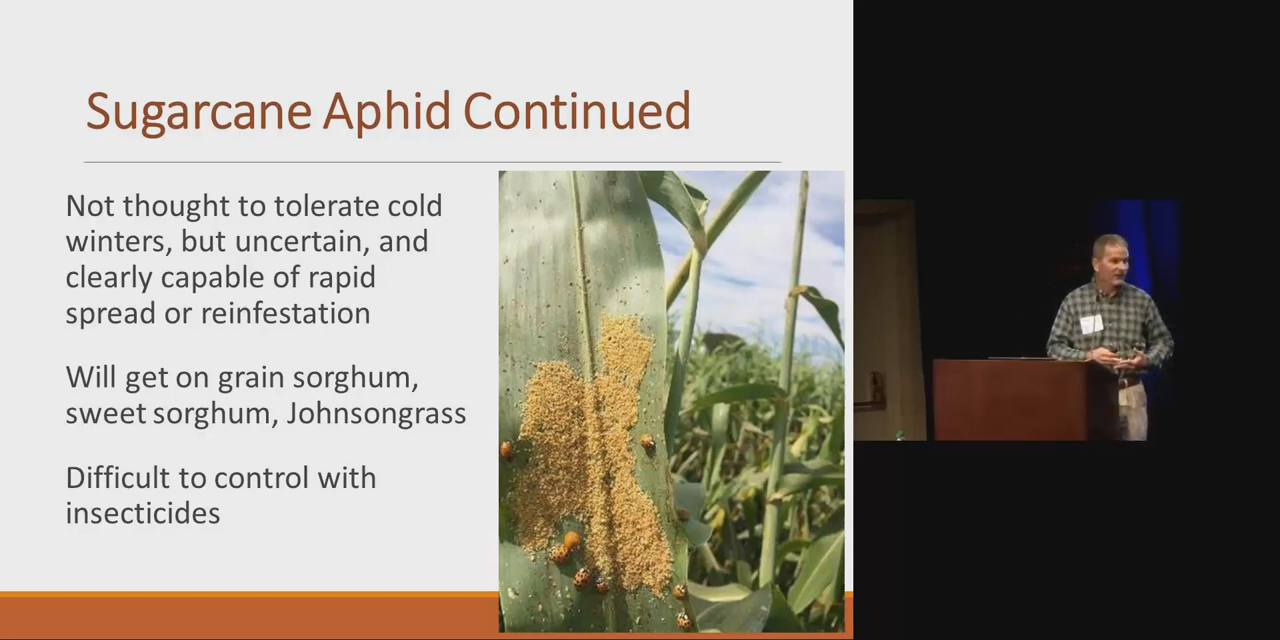 Sugarcane Aphid Continued
Not thought to tolerate cold
winters, but uncertain, and
clearly capable of rapid
spread or reinfestation
Will get on grain sorghum,
sweet sorghum, Johnsongrass
Difficult to control with
insecticides